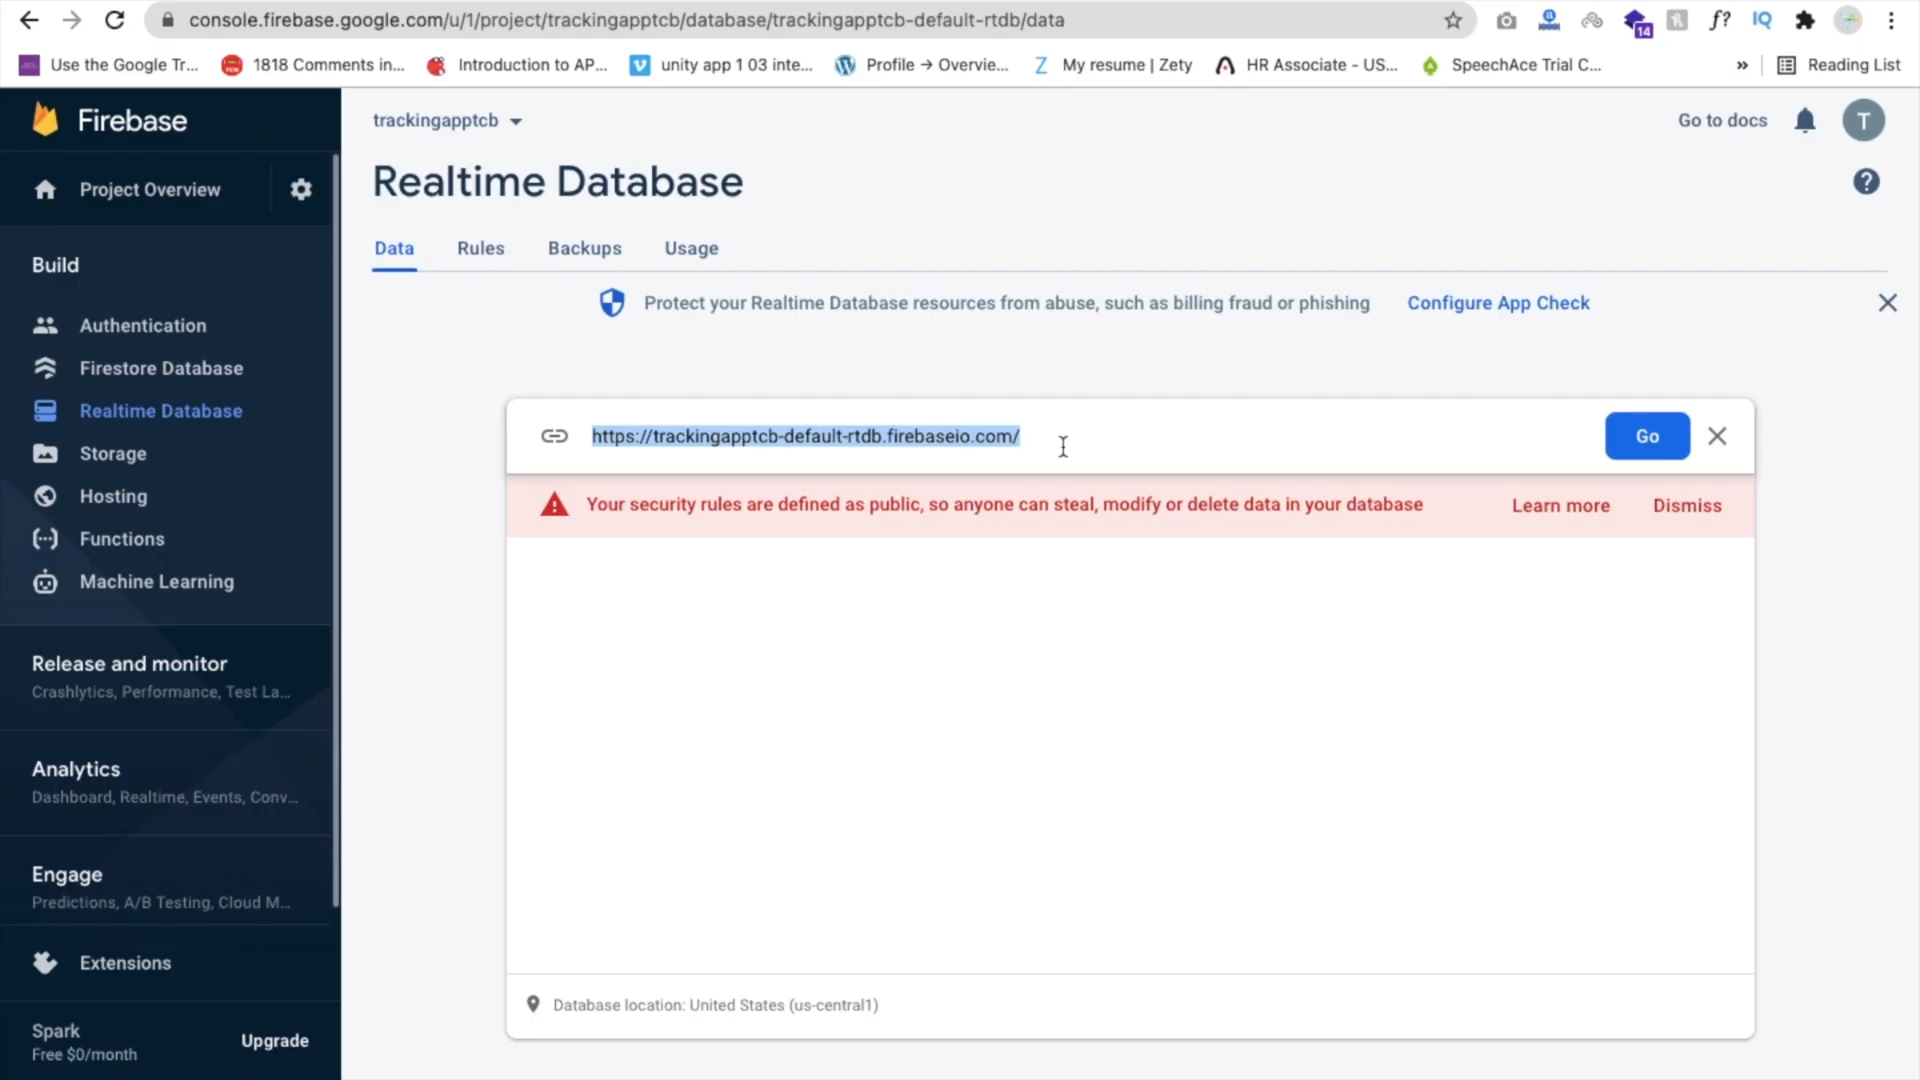 console.firebase.google.com/u/1/project/trackingapptcb/database/trackingapptcb-default-rtdb/data
14
f?
IQ
Use the Google Tr...
1818 Comments in...
Introduction to AP...
unity app 1 03 inte...
Profile → Overvie...
Z My resume | Zety
HR Associate - US...
SpeechAce Trial C...
»
Reading List
Firebase
trackingapptcb
Go to docs
T
Project Overview
Realtime Database
?
Data
Rules
Backups
Usage
Build
Protect your Realtime Database resources from abuse, such as billing fraud or phishing
Configure App Check
Authentication
Firestore Database
Realtime Database
Storage
Hosting
Functions
Machine Learning
https://trackingapptcb-default-rtdb.firebaseio.com/
Go
Your security rules are defined as public, so anyone can steal, modify or delete data in your database
Learn more
Dismiss
Release and monitor
Crashlytics, Performance, Test La...
Analytics
Dashboard, Realtime, Events, Conv...
Engage
Predictions, A/B Testing, Cloud M...
Extensions
Spark
Free $0/month
Upgrade
Database location: United States (us-central1)